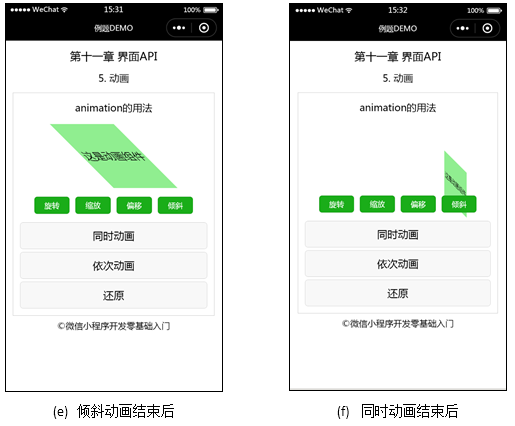 ●●●●● WeChat 15:31 100%
例题DEMO
第十一章 界面API
5. 动画
animation的用法
这是动画组件
旋转 缩放 偏移 倾斜
同时动画
依次动画
还原
©微信小程序开发零基础入门
(e) 倾斜动画结束后
●●●●● WeChat 15:32 100%
例题DEMO
第十一章 界面API
5. 动画
animation的用法
这是动画组件
旋转 缩放 偏移 倾斜
同时动画
依次动画
还原
©微信小程序开发零基础入门
(f) 同时动画结束后